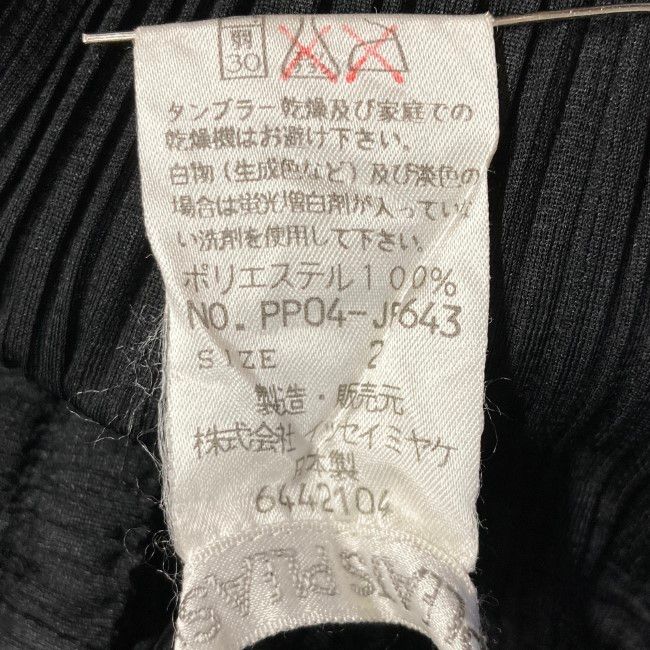 弱
30
タンブラー乾燥及び家庭での
乾燥機はお避け下さい。
白物(生成色など)及び淡色の
場合は蛍光増白剤が入っていな
い洗剤を使用して下さい。
ポリエステル100%
NO. PP04-JF643
SIZE 2
製造・販売元
株式会社イッセイミヤケ
日本製
6442104
PLEATS PLEAS